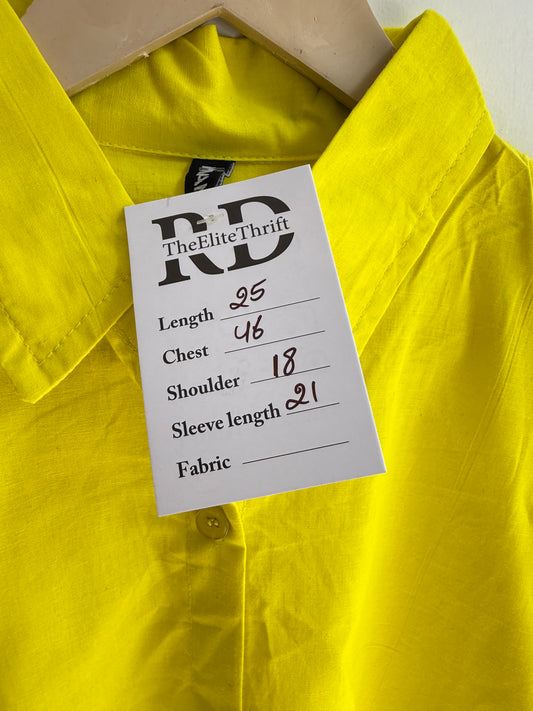 RD
TheEliteThrift
Length 25
Chest 46
Shoulder 18
Sleeve length 21
Fabric